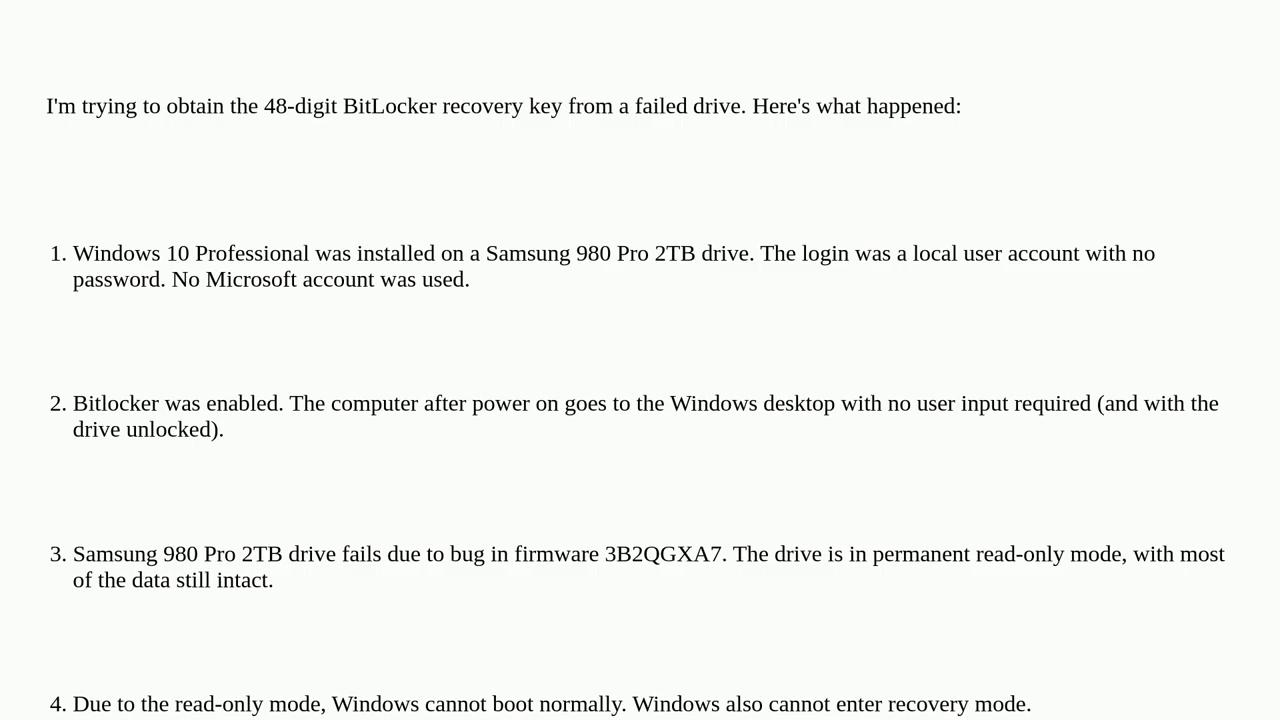 I'm trying to obtain the 48-digit BitLocker recovery key from a failed drive. Here's what happened:
1. Windows 10 Professional was installed on a Samsung 980 Pro 2TB drive. The login was a local user account with no
password. No Microsoft account was used.
2. Bitlocker was enabled. The computer after power on goes to the Windows desktop with no user input required (and with the
drive unlocked).
3. Samsung 980 Pro 2TB drive fails due to bug in firmware 3B2QGXA7. The drive is in permanent read-only mode, with most
of the data still intact.
4. Due to the read-only mode, Windows cannot boot normally. Windows also cannot enter recovery mode.